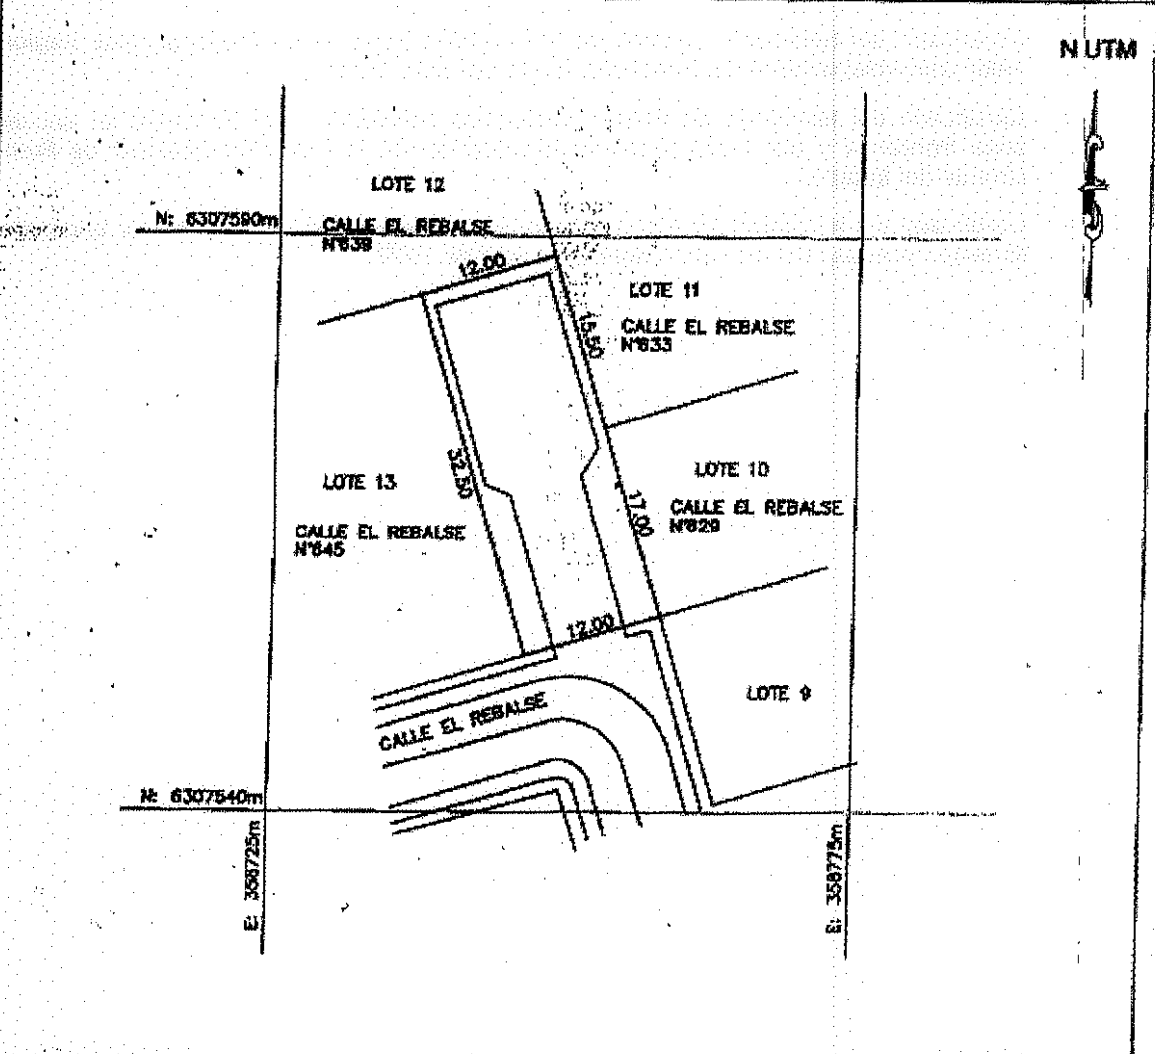 N UTM
LOTE 12
N: 6307590m
CALLE EL REBALSE
N°639
12.00
LOTE 11
CALLE EL REBALSE
N°633
15.50
LOTE 13
32.50
CALLE EL REBALSE
N°645
LOTE 10
CALLE EL REBALSE
N°629
17.00
12.00
LOTE 9
CALLE EL REBALSE
N: 6307540m
E: 358725m
E: 358775m